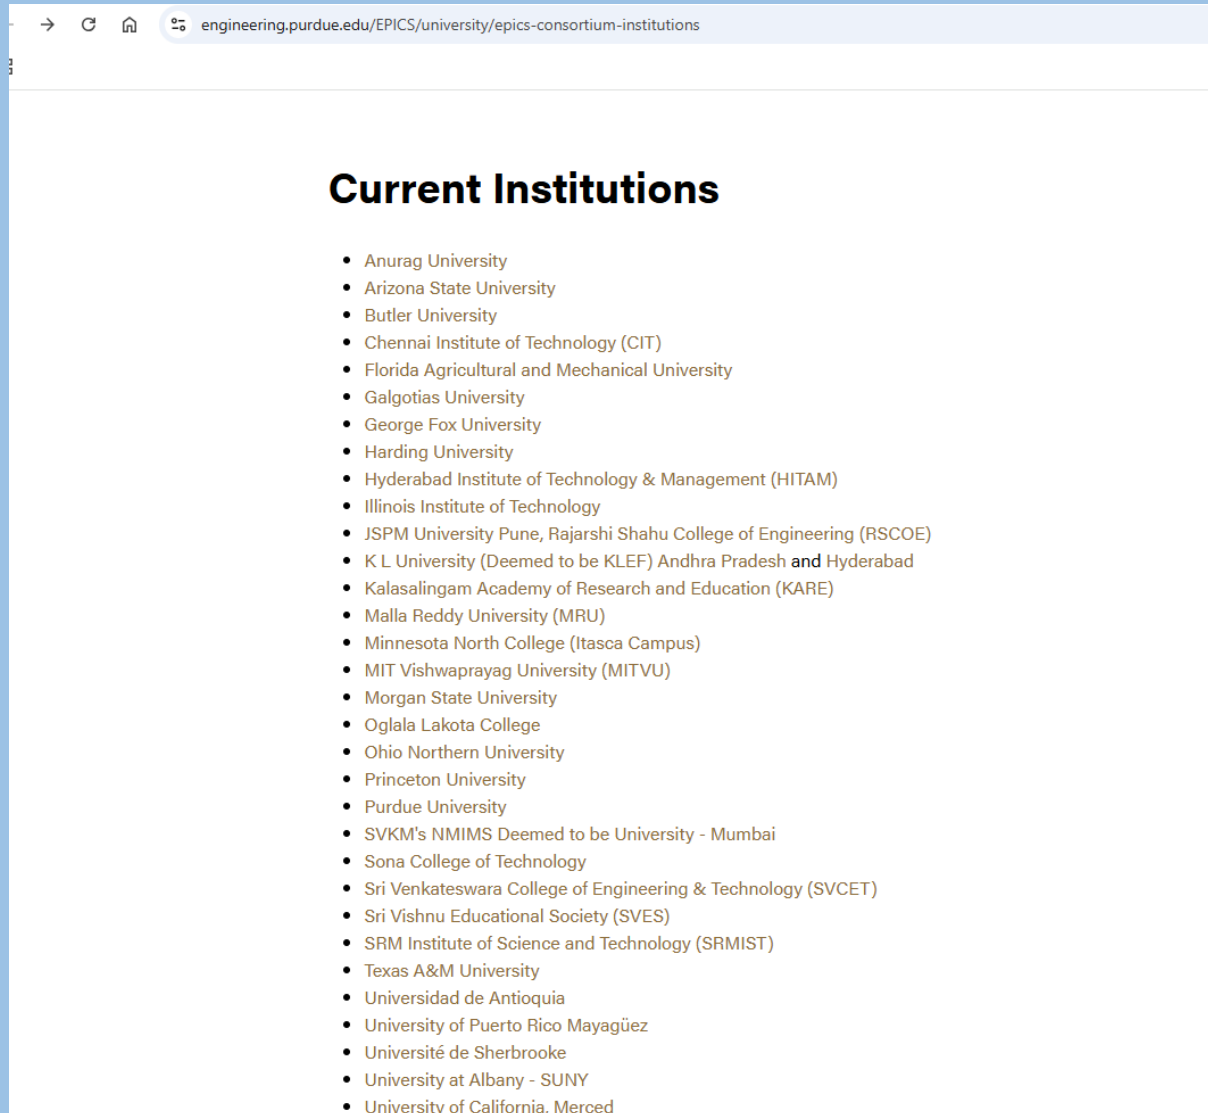 engineering.purdue.edu/EPICS/university/epics-consortium-institutions
Current Institutions
Anurag University
Arizona State University
Butler University
Chennai Institute of Technology (CIT)
Florida Agricultural and Mechanical University
Galgotias University
George Fox University
Harding University
Hyderabad Institute of Technology & Management (HITAM)
Illinois Institute of Technology
JSPM University Pune, Rajarshi Shahu College of Engineering (RSCOE)
K L University (Deemed to be KLEF) Andhra Pradesh and Hyderabad
Kalasalingam Academy of Research and Education (KARE)
Malla Reddy University (MRU)
Minnesota North College (Itasca Campus)
MIT Vishwaprayag University (MITVU)
Morgan State University
Oglala Lakota College
Ohio Northern University
Princeton University
Purdue University
SVKM's NMIMS Deemed to be University - Mumbai
Sona College of Technology
Sri Venkateswara College of Engineering & Technology (SVCET)
Sri Vishnu Educational Society (SVES)
SRM Institute of Science and Technology (SRMIST)
Texas A&M University
Universidad de Antioquia
University of Puerto Rico Mayagüez
Université de Sherbrooke
University at Albany - SUNY
University of California, Merced